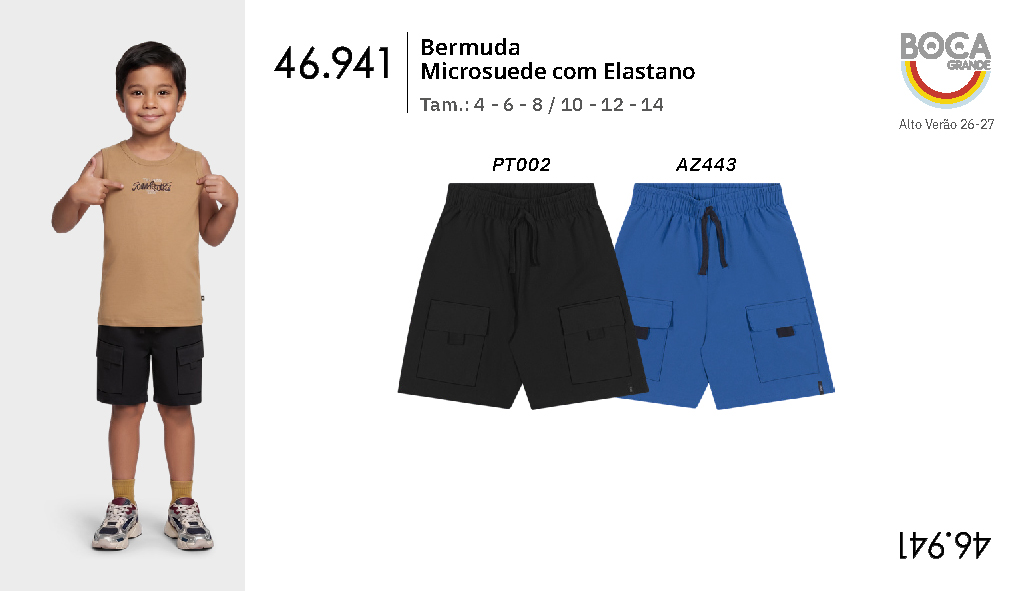 46.941
Bermuda
Microsuede com Elastano
Tam.: 4 - 6 - 8 / 10 - 12 - 14
BOCA
GRANDE
Alto Verão 26-27
PT002
AZ443
46.941